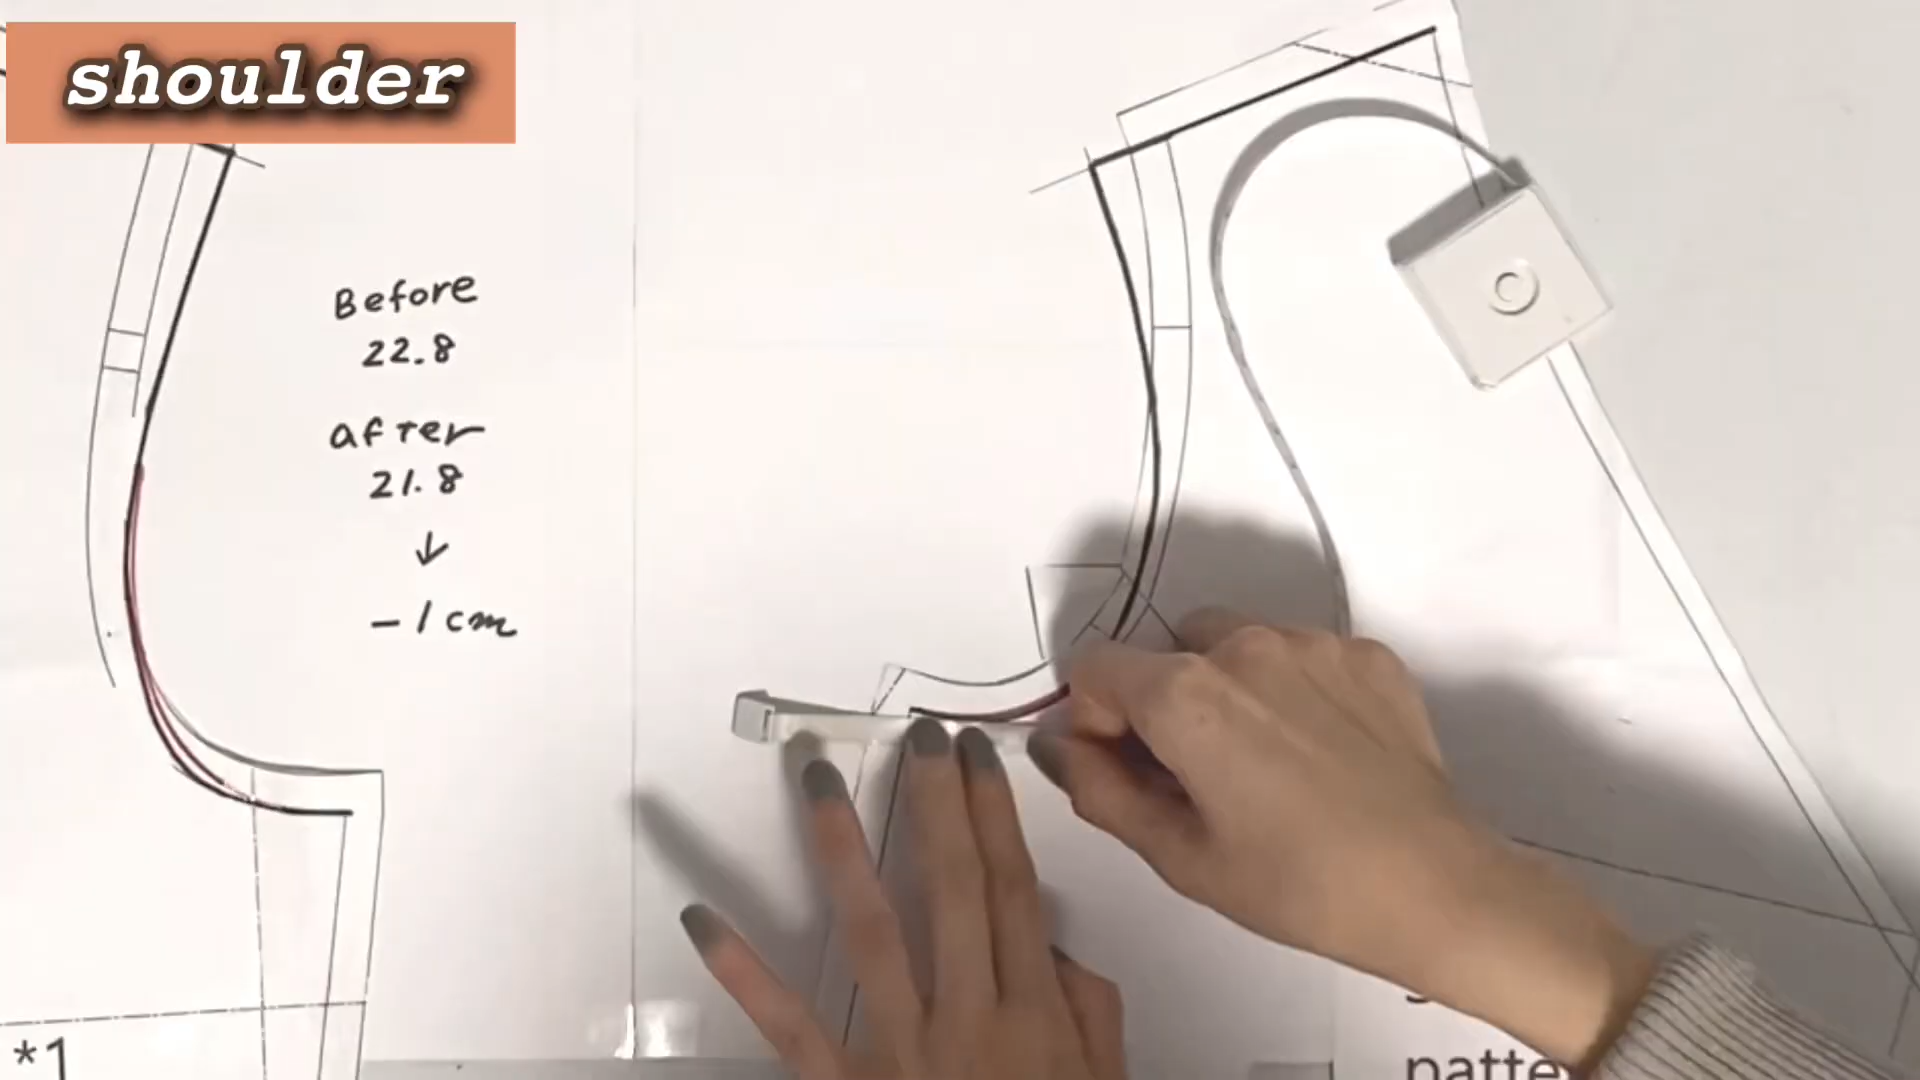 shoulder
Before
22.8
after
21.8
↓
-1cm
*1
patte